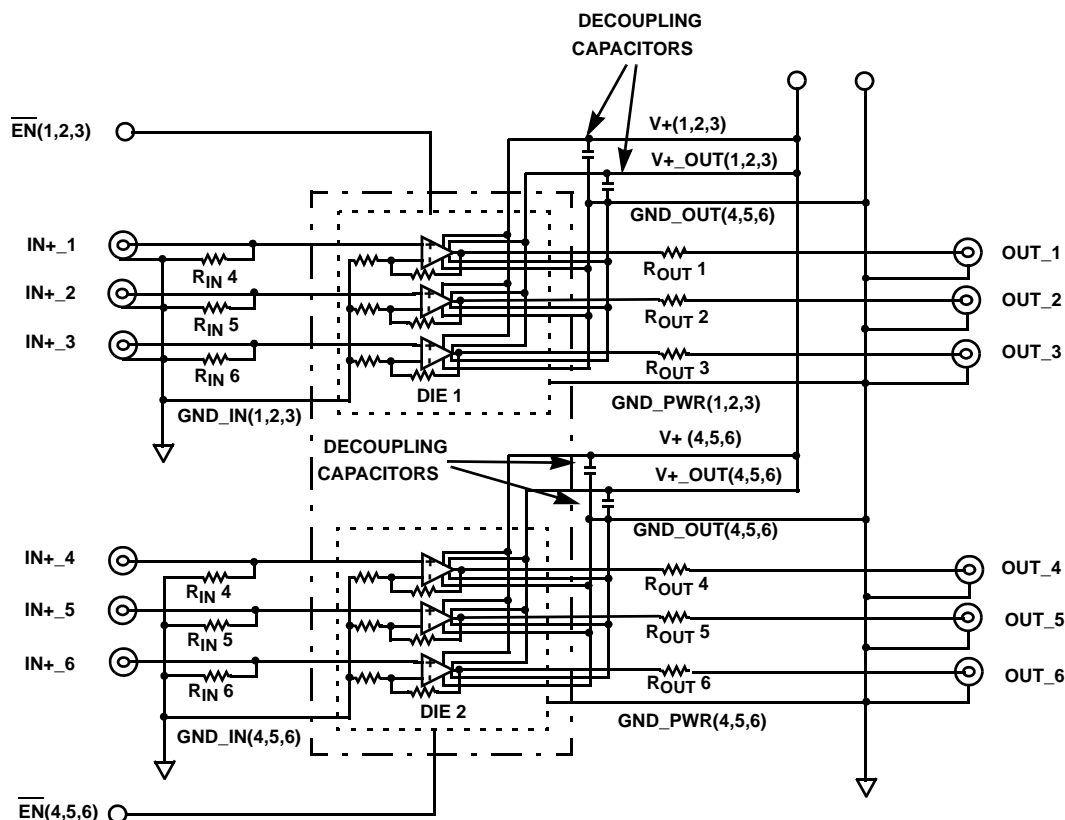 DECOUPLING
CAPACITORS
EN(1,2,3)
V+(1,2,3)
V+_OUT(1,2,3)
GND_OUT(4,5,6)
IN+_1
RIN 4
ROUT 1
OUT_1
IN+_2
RIN 5
ROUT 2
OUT_2
IN+_3
RIN 6
ROUT 3
OUT_3
DIE 1
GND_IN(1,2,3)
GND_PWR(1,2,3)
DECOUPLING
CAPACITORS
V+ (4,5,6)
V+_OUT(4,5,6)
GND_OUT(4,5,6)
IN+_4
RIN 4
ROUT 4
OUT_4
IN+_5
RIN 5
ROUT 5
OUT_5
IN+_6
RIN 6
ROUT 6
OUT_6
DIE 2
GND_IN(4,5,6)
GND_PWR(4,5,6)
EN(4,5,6)